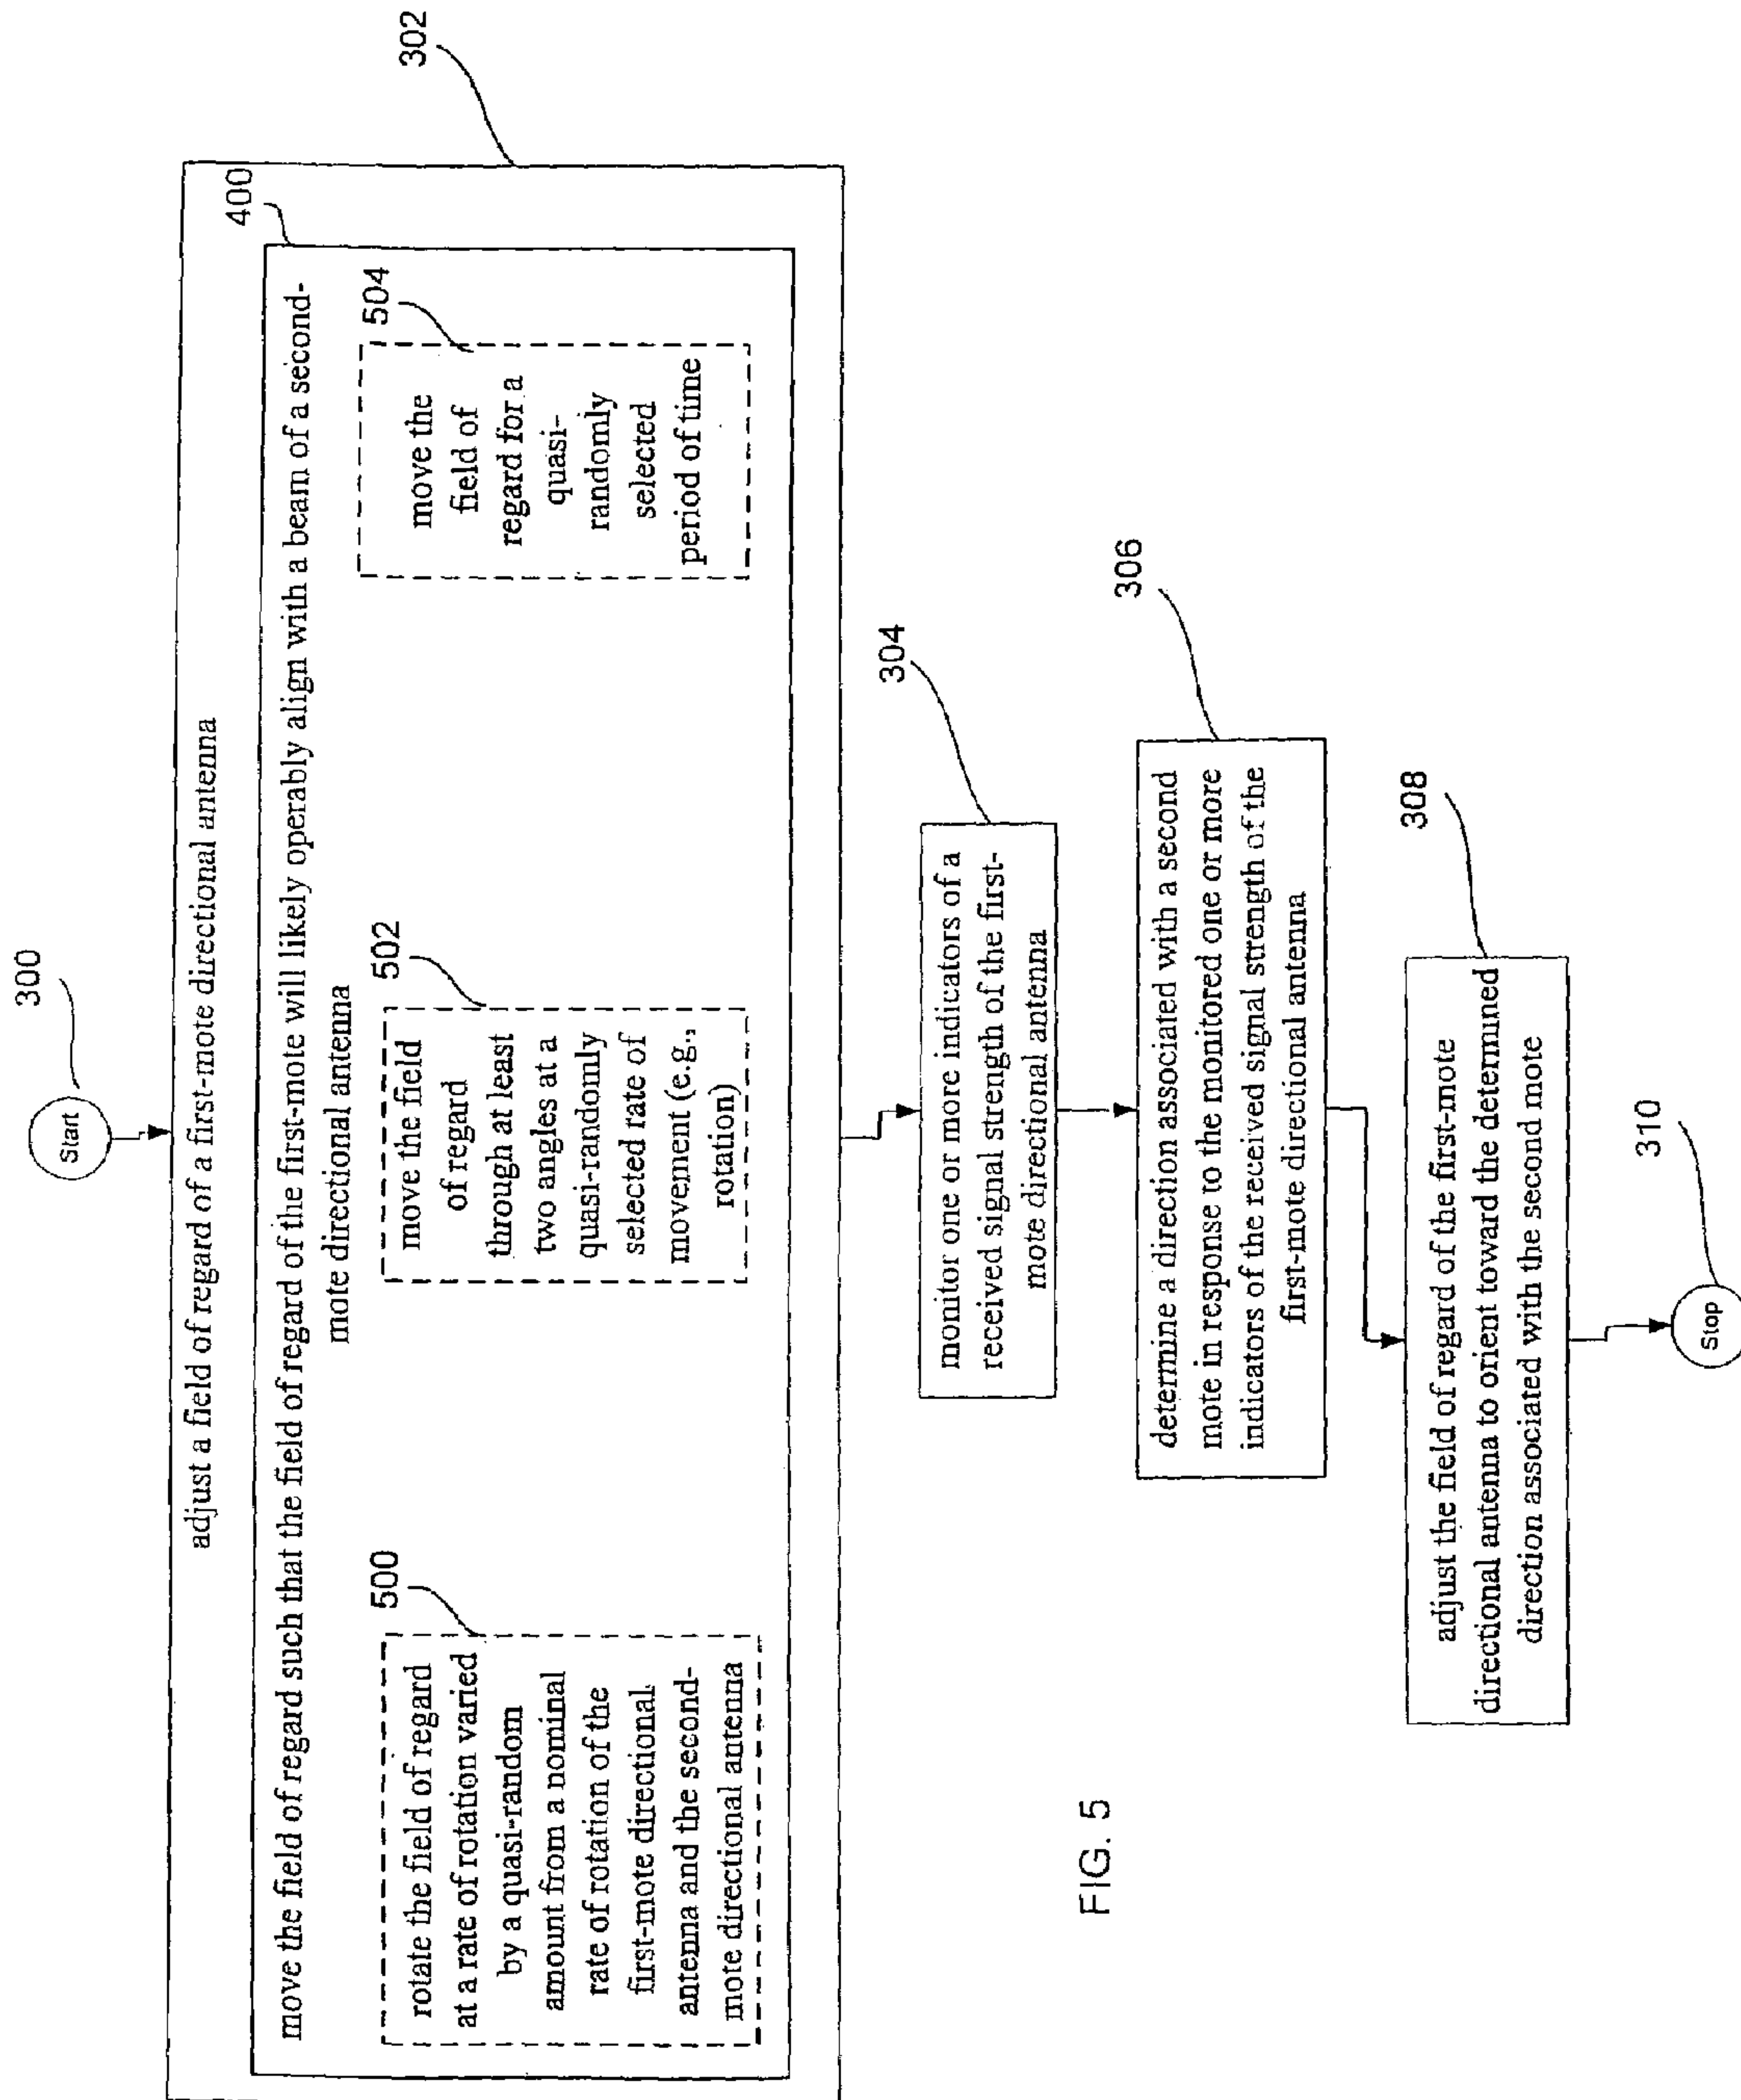 300
Start
302
adjust a field of regard of a first-mote directional antenna
400
move the field of regard such that the field of regard of the first-mote will likely operably align with a beam of a second-
mote directional antenna
500
rotate the field of regard
at a rate of rotation varied
by a quasi-random
amount from a nominal
rate of rotation of the
first-mote directional
antenna and the second-
mote direction antenna
502
move the field
of regard
through at least
two angles at a
quasi-randomly
selected rate of
movement (e.g.,
rotation)
504
move the
field of
regard for a
quasi-
randomly
selected
period of time
304
monitor one or more indicators of a
received signal strength of the first-
mote directional antenna
306
determine a direction associated with a second
mote in response to the monitored one or more
indicators of the received signal strength of the
first-mote directional antenna
308
adjust the field of regard of the first-mote
directional antenna to orient toward the determined
direction associated with the second mote
310
Stop
FIG. 5